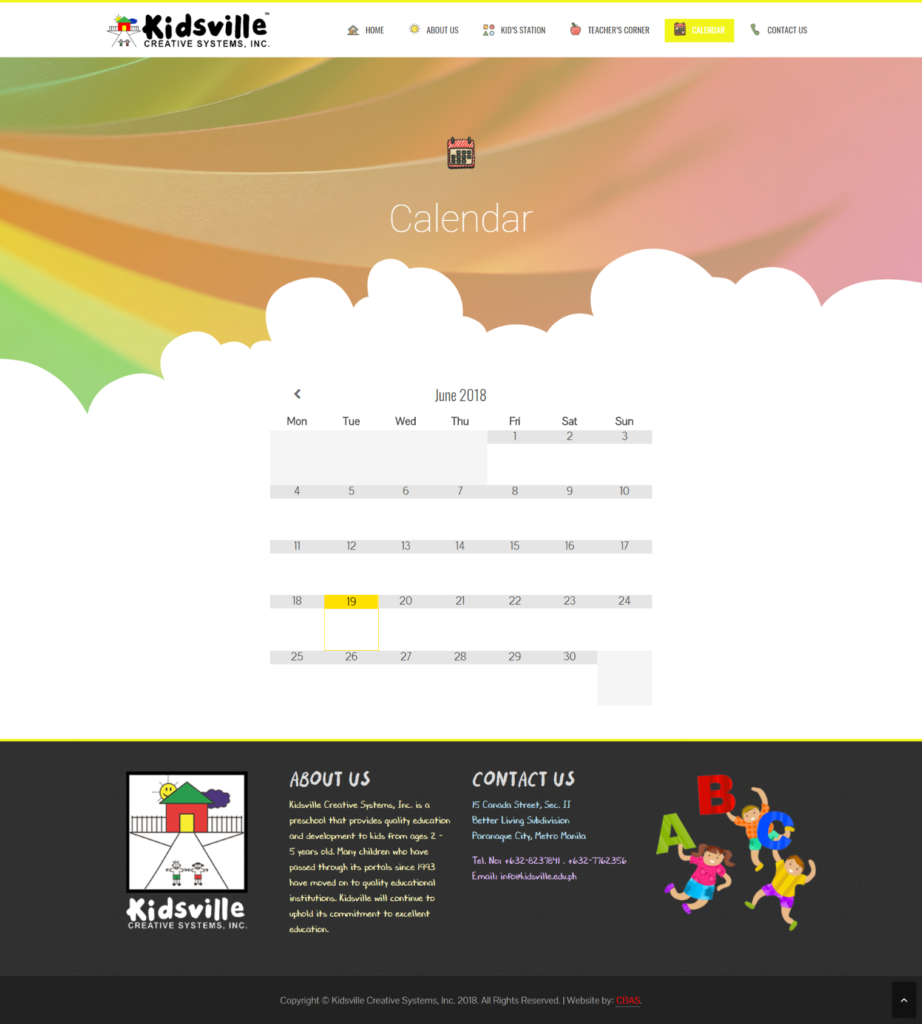 Kidsville™
CREATIVE SYSTEMS, INC.
HOME ABOUT US KID'S STATION TEACHER'S CORNER CALENDAR CONTACT US
Calendar
June 2018
Mon Tue Wed Thu Fri Sat Sun
1 2 3
4 5 6 7 8 9 10
11 12 13 14 15 16 17
18 19 20 21 22 23 24
25 26 27 28 29 30
Kidsville
CREATIVE SYSTEMS, INC.
ABOUT US
Kidsville Creative Systems, Inc. is a
preschool that provides quality education
and development to kids from ages 2 -
5 years old. Many children who have
passed through its portals since 1993
have moved on to quality educational
institutions. Kidsville will continue to
uphold its commitment to excellent
education.
CONTACT US
15 Canada Street, Sec. II
Better Living Subdivision
Paranaque City, Metro Manila
Tel. No: +632-8237841 , +632-7762356
Email: info@kidsville.edu.ph
A B C
Copyright © Kidsville Creative Systems, Inc. 2018. All Rights Reserved. | Website by: CBAS.